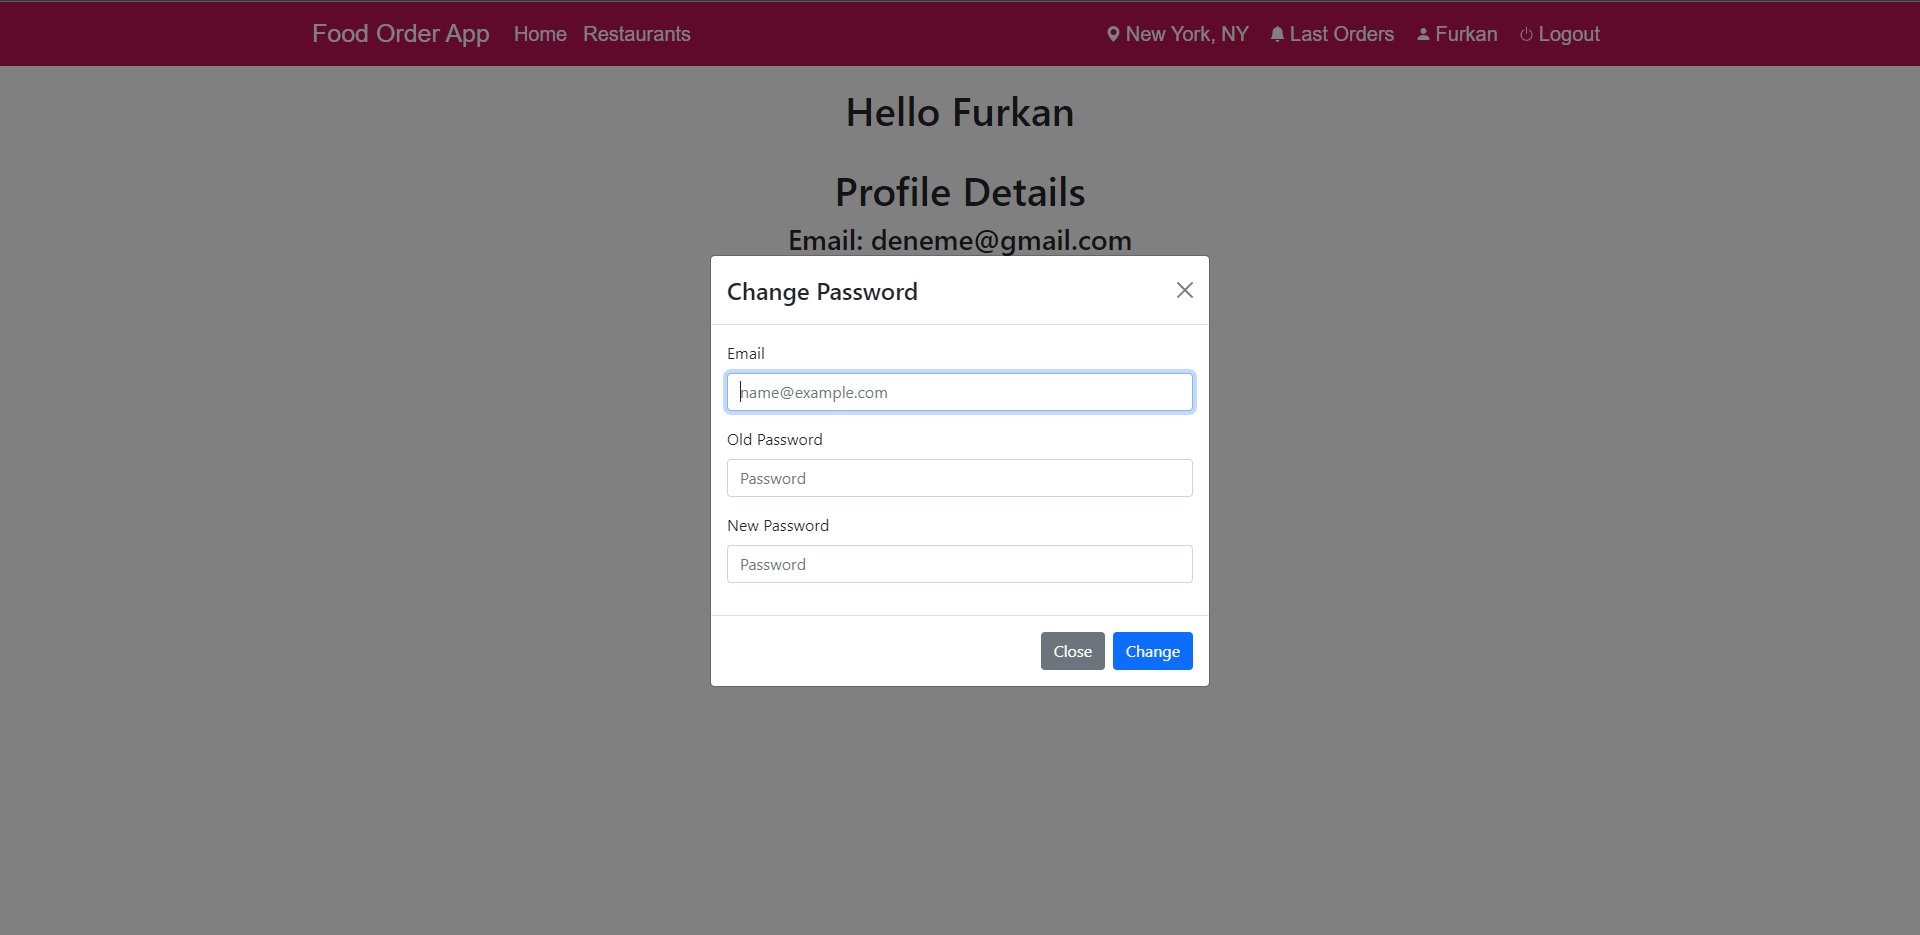 Food Order App Home Restaurants New York, NY Last Orders Furkan Logout
Hello Furkan
Profile Details
Email: deneme@gmail.com
Change Password
Email
name@example.com
Old Password
Password
New Password
Password
Close Change